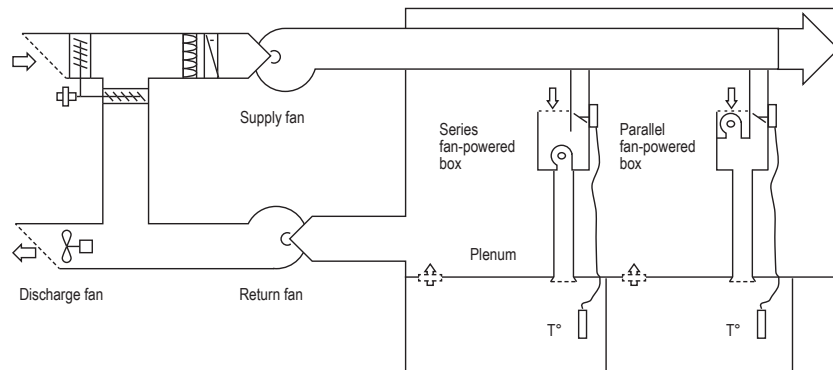 Supply fan
Series
fan-powered
box
Parallel
fan-powered
box
Plenum
Discharge fan
Return fan
T°
T°